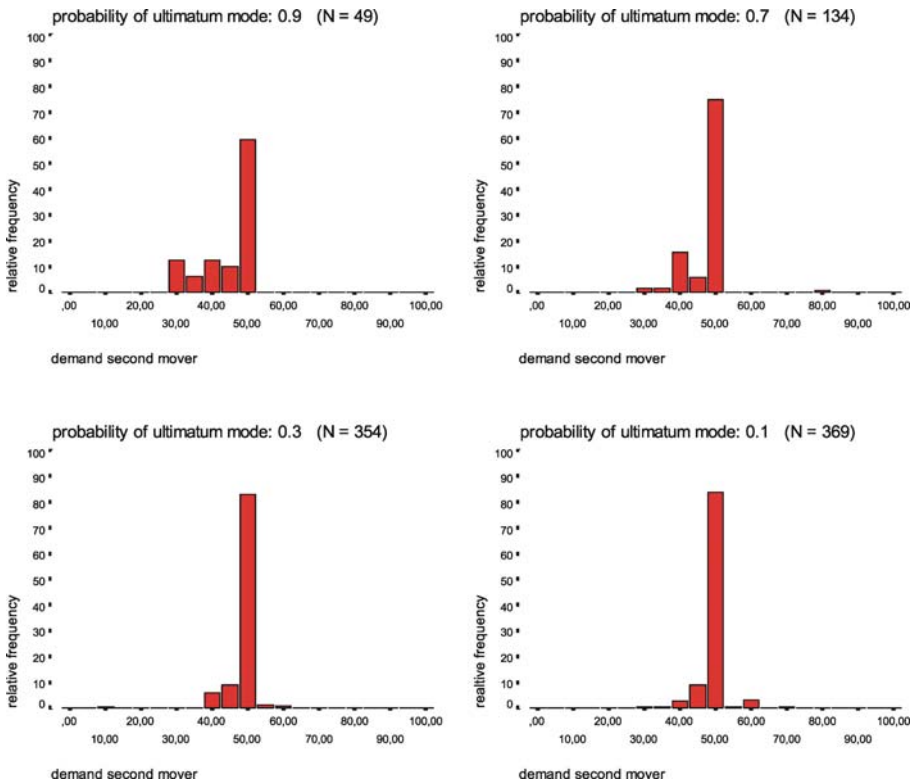 probability of ultimatum mode: 0.9 (N = 49)
100
90
80
70
60
50
40
30
20
10
0
relative frequency
,00 20,00 40,00 60,00 80,00 100,00
10,00 30,00 50,00 70,00 90,00
demand second mover
probability of ultimatum mode: 0.7 (N = 134)
100
90
80
70
60
50
40
30
20
10
0
relative frequency
,00 20,00 40,00 60,00 80,00 100,00
10,00 30,00 50,00 70,00 90,00
demand second mover
probability of ultimatum mode: 0.3 (N = 354)
100
90
80
70
60
50
40
30
20
10
0
relative frequency
,00 20,00 40,00 60,00 80,00 100,00
10,00 30,00 50,00 70,00 90,00
demand second mover
probability of ultimatum mode: 0.1 (N = 369)
100
90
80
70
60
50
40
30
20
10
0
realtive frequency
,00 20,00 40,00 60,00 80,00 100,00
10,00 30,00 50,00 70,00 90,00
demand second mover